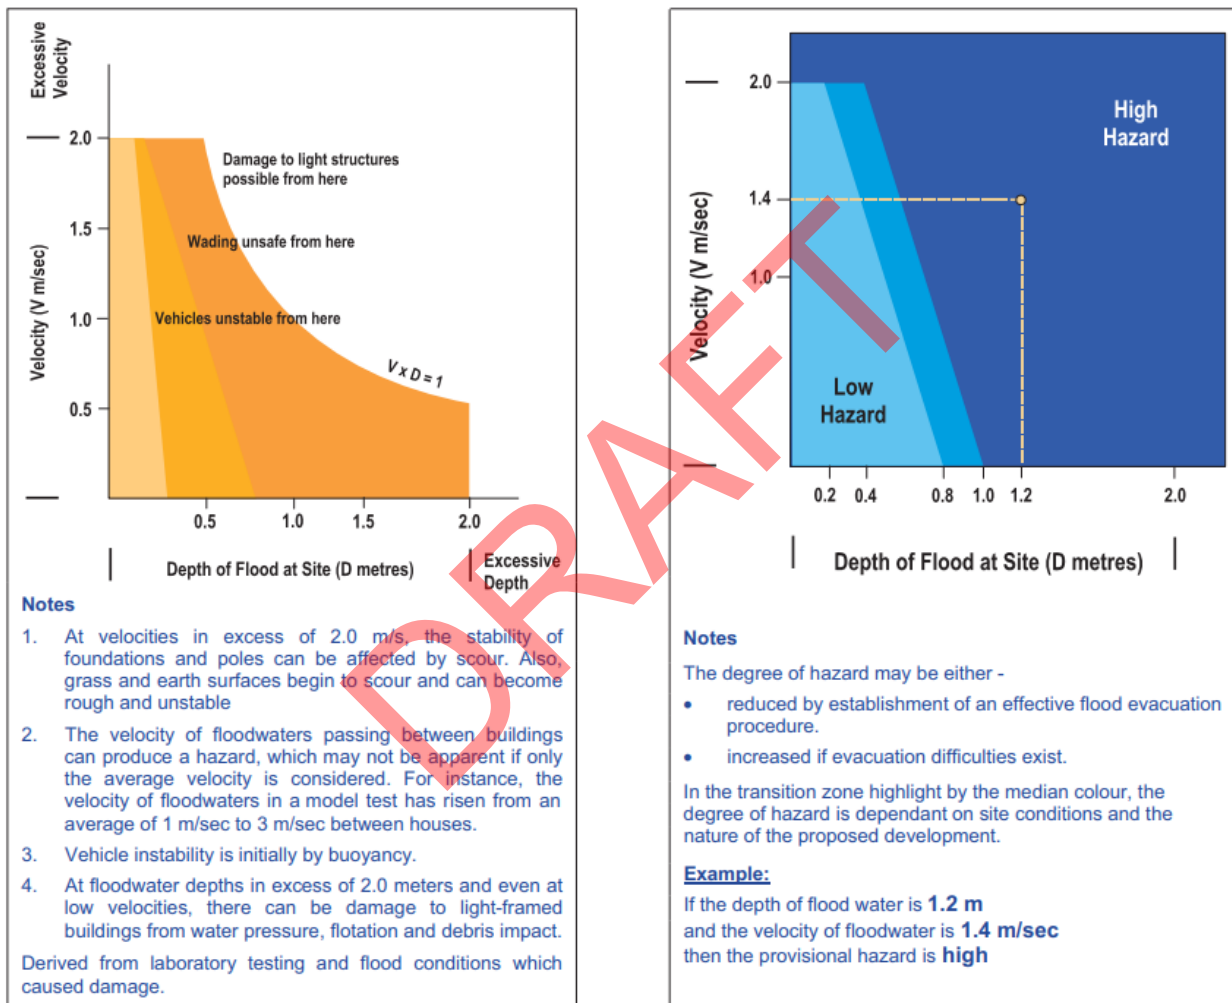 Excessive
Velocity
2.0
Damage to light structures
possible from here
1.5
Wading unsafe from here
Velocity (V m/sec)
1.0
Vehicles unstable from here
V x D = 1
0.5
0.5 1.0 1.5 2.0
Depth of Flood at Site (D metres)
Excessive
Depth
Notes
1. At velocities in excess of 2.0 m/s, the stability of
foundations and poles can be affected by scour. Also,
grass and earth surfaces begin to scour and can become
rough and unstable
2. The velocity of floodwaters passing between buildings
can produce a hazard, which may not be apparent if only
the average velocity is considered. For instance, the
velocity of floodwaters in a model test has risen from an
average of 1 m/sec to 3 m/sec between houses.
3. Vehicle instability is initially by buoyancy.
4. At floodwater depths in excess of 2.0 meters and even at
low velocities, there can be damage to light-framed
buildings from water pressure, flotation and debris impact.
Derived from laboratory testing and flood conditions which
caused damage.
2.0
High
Hazard
1.4
Velocity (V m/sec)
1.0
Low
Hazard
0.2 0.4 0.8 1.0 1.2 2.0
Depth of Flood at Site (D metres)
Notes
The degree of hazard may be either -
• reduced by establishment of an effective flood evacuation
procedure.
• increased if evacuation difficulties exist.
In the transition zone highlight by the median colour, the
degree of hazard is dependant on site conditions and the
nature of the proposed development.
Example:
If the depth of flood water is 1.2 m
and the velocity of floodwater is 1.4 m/sec
then the provisional hazard is high
DRAFT